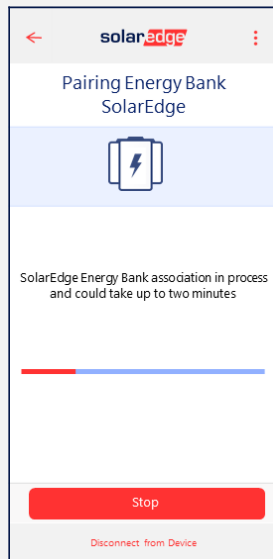 solaredge
Pairing Energy Bank
SolarEdge
SolarEdge Energy Bank association in process
and could take up to two minutes
Stop
Disconnect from Device